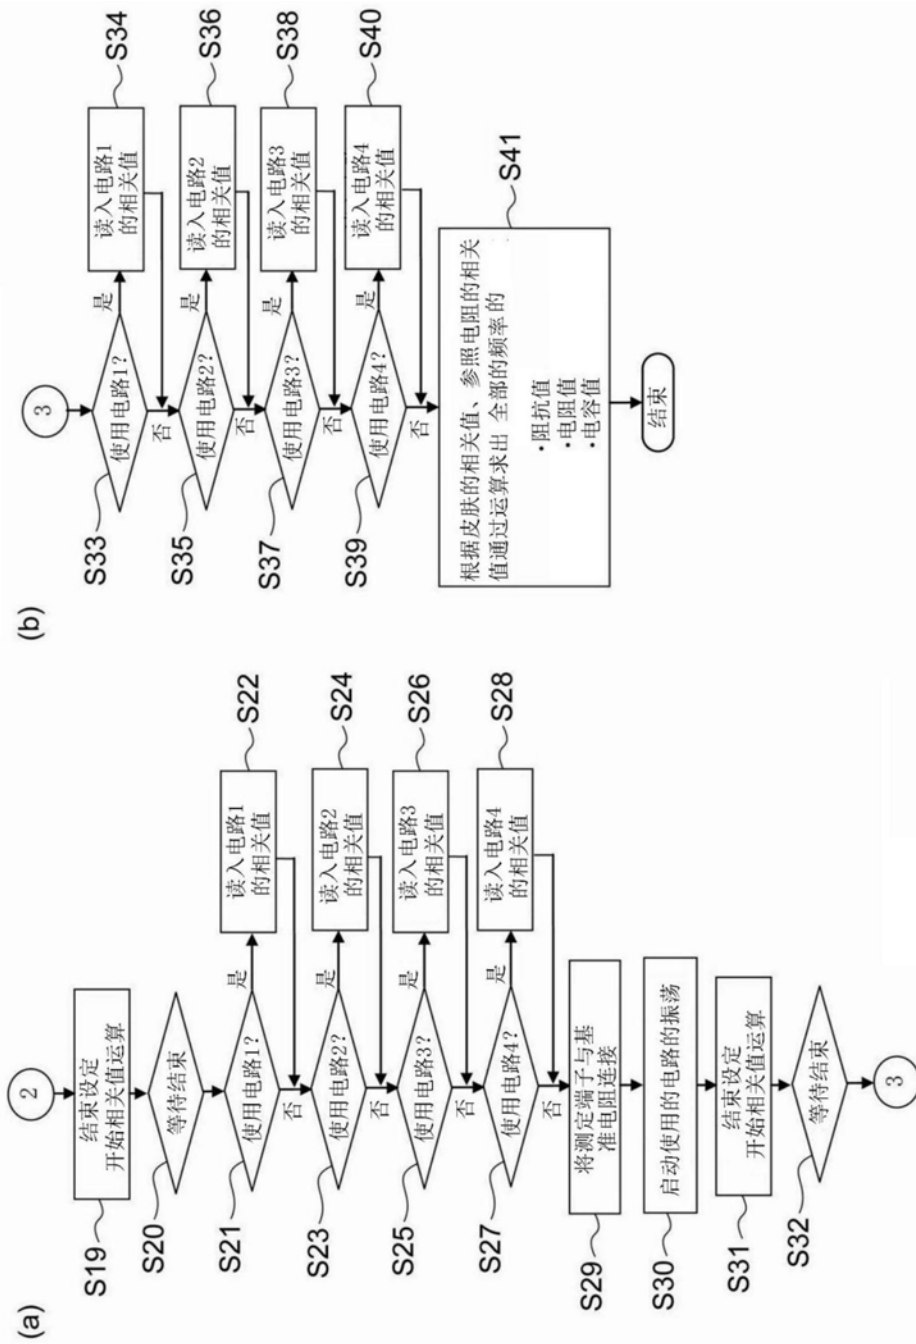 (a)
2
S19
结束设定
开始相关值运算
S20
等待结束
S21
使用电路1？
是
否
读入电路1
的相关值
S22
S23
使用电路2？
是
否
读入电路2
的相关值
S24
S25
使用电路3？
是
否
读入电路3
的相关值
S26
S27
使用电路4？
是
否
读入电路4
的相关值
S28
S29
将测定端子与基
准电阻连接
S30
启动使用的电路的振荡
S31
结束设定
开始相关值运算
S32
等待结束
3
(b)
3
S33
使用电路1？
是
否
读入电路1
的相关值
S34
S35
使用电路2？
是
否
读入电路2
的相关值
S36
S37
使用电路3？
是
否
读入电路3
的相关值
S38
S39
使用电路4？
是
否
读入电路4
的相关值
S40
S41
根据皮肤的相关值、参照电阻的相关
值通过运算求出 全部的频率的
·阻抗值
·电阻值
·电容值
结束